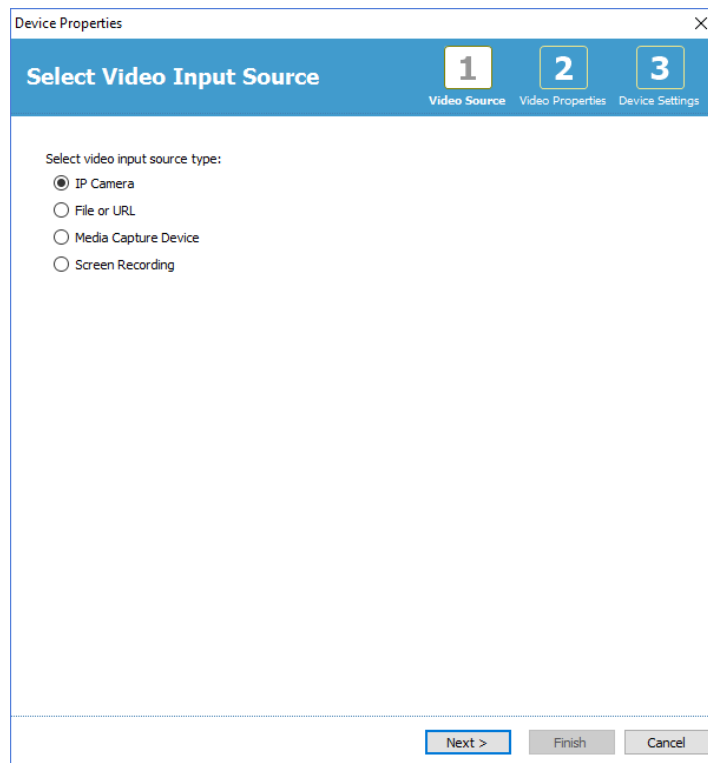 Device Properties
Select Video Input Source
1 2 3
Video Source Video Properties Device Settings
Select video input source type:
IP Camera
File or URL
Media Capture Device
Screen Recording
Next > Finish Cancel